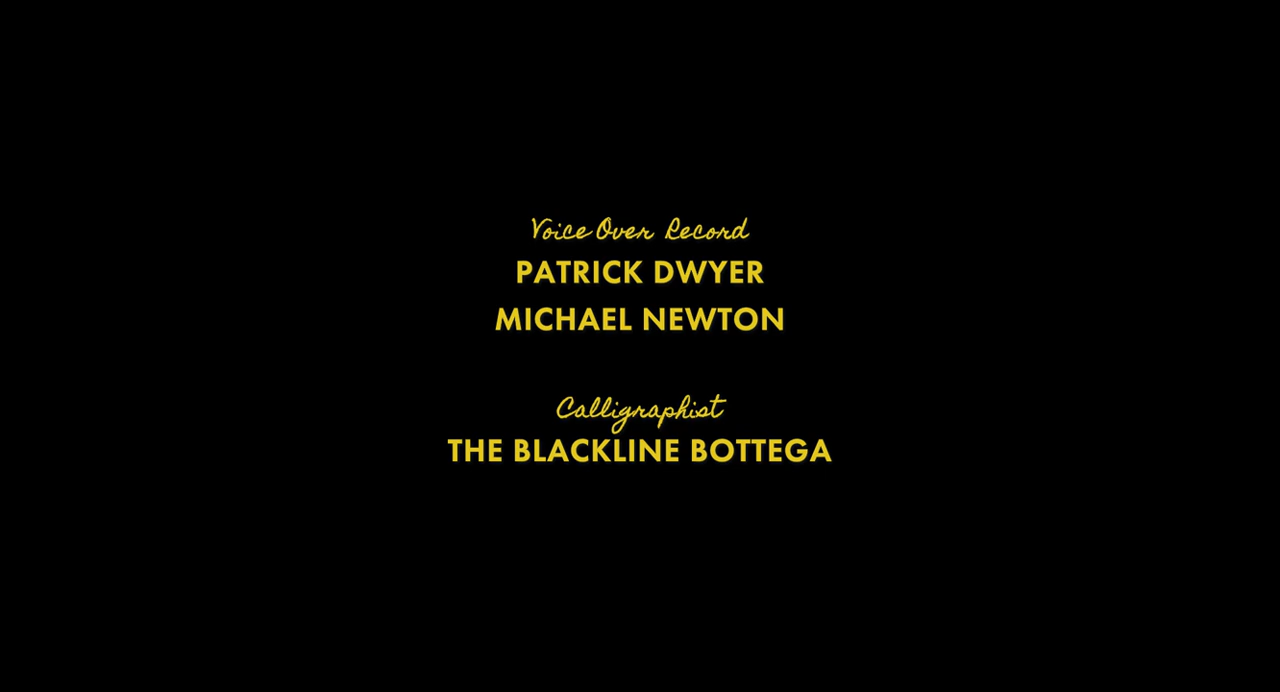 Voice Over Record
PATRICK DWYER
MICHAEL NEWTON
Calligraphist
THE BLACKLINE BOTTEGA